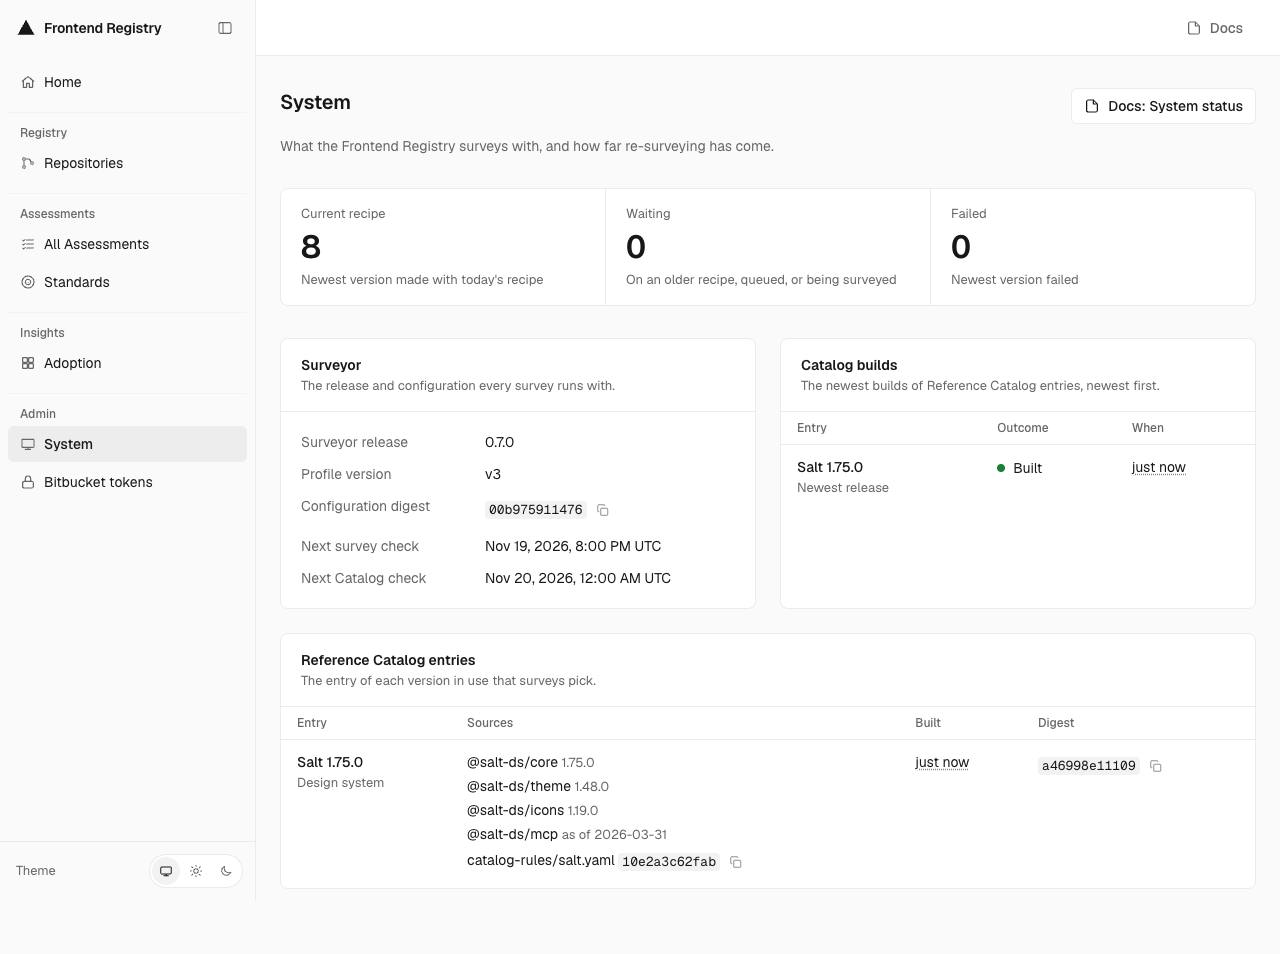 Frontend Registry
Docs
Home
Registry
Repositories
Assessments
All Assessments
Standards
Insights
Adoption
Admin
System
Bitbucket tokens
Theme
System
Docs: System status
What the Frontend Registry surveys with, and how far re-surveying has come.
Current recipe
8
Newest version made with today's recipe
Waiting
0
On an older recipe, queued, or being surveyed
Failed
0
Newest version failed
Surveyor
The release and configuration every survey runs with.
Surveyor release 0.7.0
Profile version v3
Configuration digest 00b975911476
Next survey check Nov 19, 2026, 8:00 PM UTC
Next Catalog check Nov 20, 2026, 12:00 AM UTC
Catalog builds
The newest builds of Reference Catalog entries, newest first.
Entry Outcome When
Salt 1.75.0 Built just now
Newest release
Reference Catalog entries
The entry of each version in use that surveys pick.
Entry Sources Built Digest
Salt 1.75.0 @salt-ds/core 1.75.0 just now a46998e11109
Design system @salt-ds/theme 1.48.0
@salt-ds/icons 1.19.0
@salt-ds/mcp as of 2026-03-31
catalog-rules/salt.yaml 10e2a3c62fab